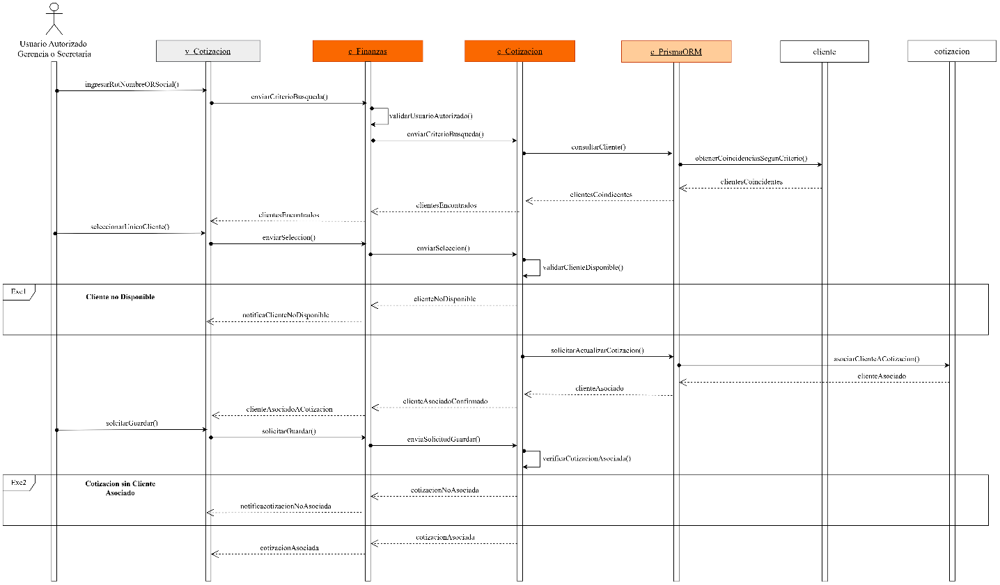 Usuario Autorizado
Gerencia o Secretaria
v_Cotizacion
c_Finanzas
c_Cotizacion
c_PrismaORM
cliente
cotizacion
ingresarRutNombreORSocial()
enviarCriterioBusqueda()
validarUsuarioAutorizado()
enviarCriterioBusqueda()
consultarCliente()
obtenerCoincidenciasSegunCriterio()
clientesCoincidentes
clientesCoindicentes
clientesEncontrados
clientesEncontrados
seleccionarUnicoCliente()
enviarSeleccion()
enviarSeleccion()
validarClienteDisponible()
Exc1
Cliente no Disponible
clienteNoDisponible
notificaClienteNoDisponible
solicitarActualizarCotizacion()
asociarClienteACotizacion()
clienteAsociado
clienteAsociado
clienteAsociadoConfirmado
clienteAsociadoACotizacion
solcitarGuardar()
solicitarGuardar()
enviaSolicitudGuardar()
verificaCotizacionAsociada()
Exc2
Cotizacion sin Cliente
Asociado
cotizacionNoAsociada
notificacotizacionNoAsociada
cotizacionAsociada
cotizacionAsociada